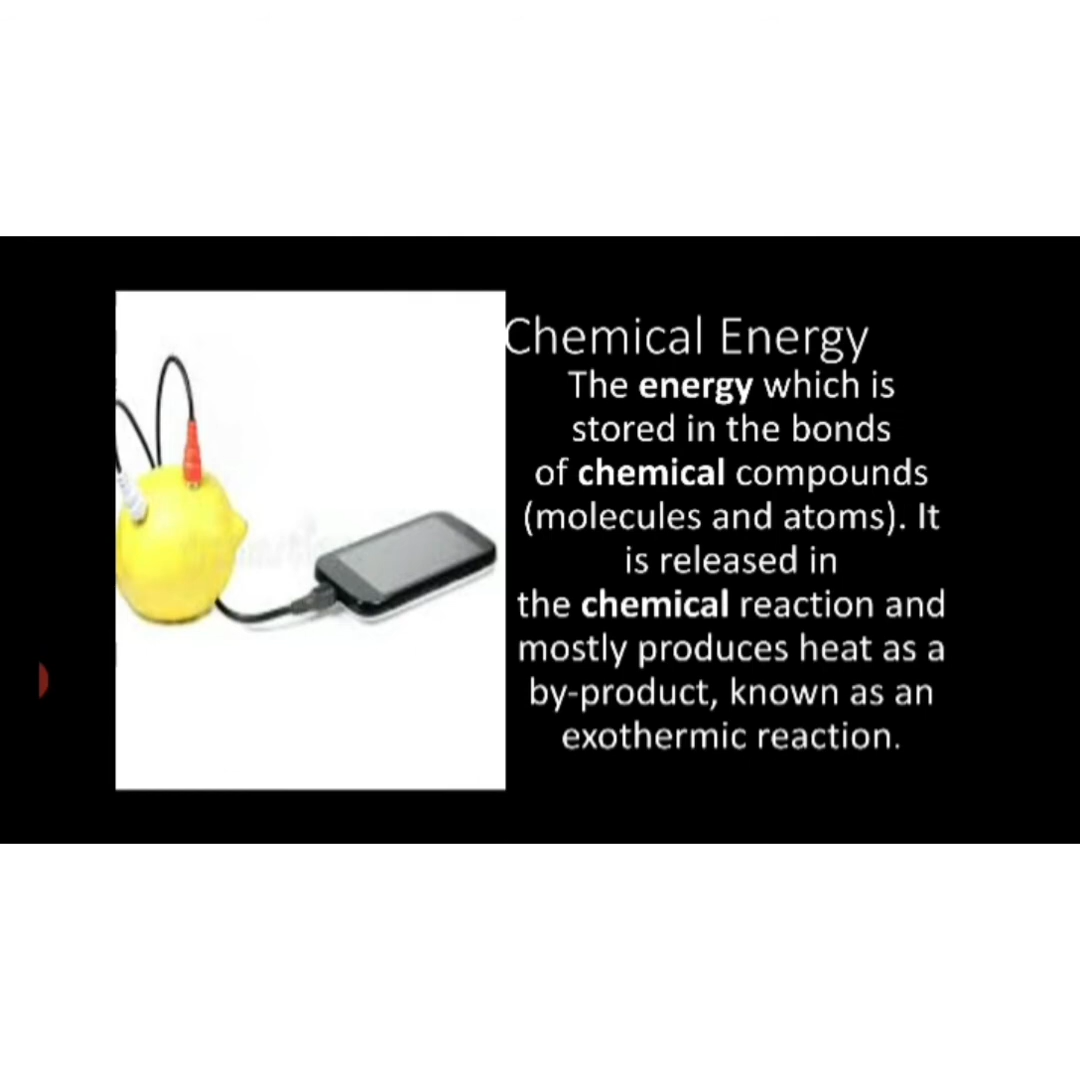 Chemical Energy
The energy which is
stored in the bonds
of chemical compounds
(molecules and atoms). It
is released in
the chemical reaction and
mostly produces heat as a
by-product, known as an
exothermic reaction.